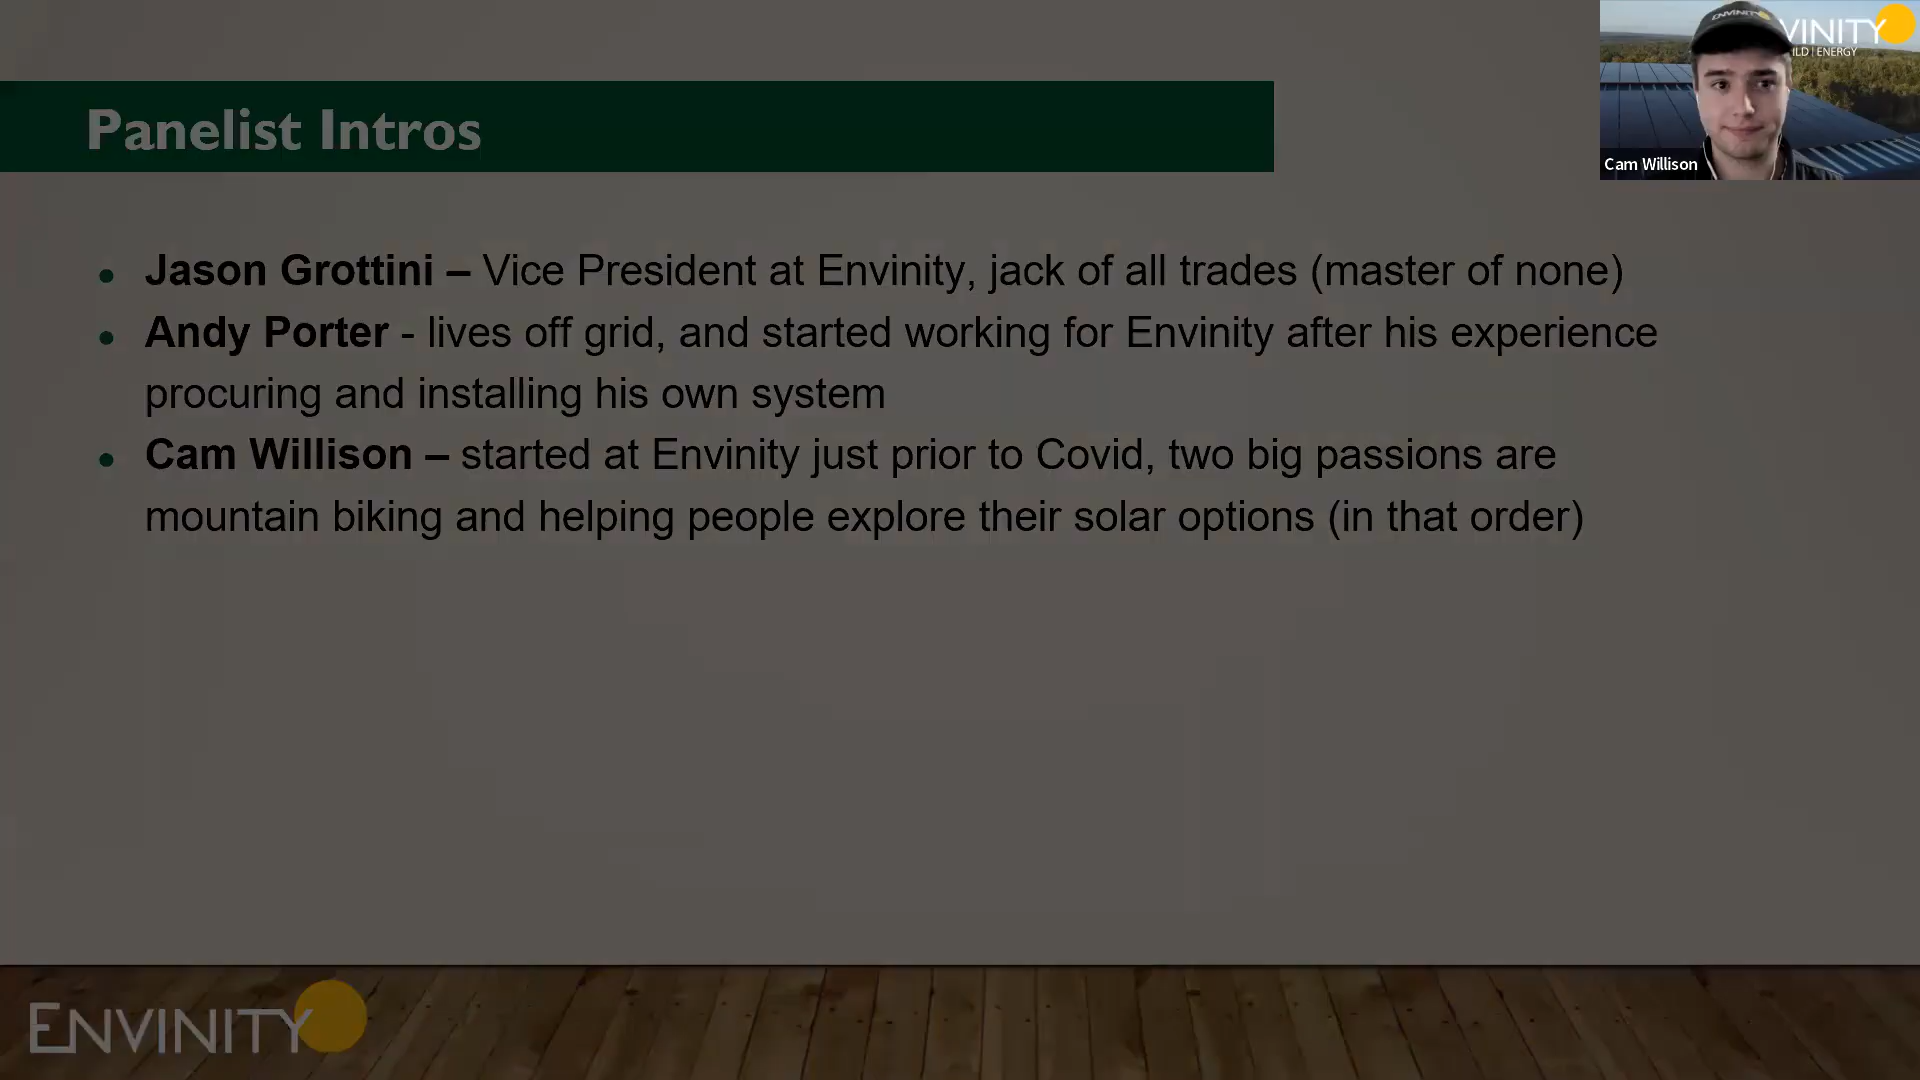 ENVINITY
VINITY
ILD | ENERGY
Cam Willison
Panelist Intros
• Jason Grottini – Vice President at Envinity, jack of all trades (master of none)
• Andy Porter - lives off grid, and started working for Envinity after his experience
procuring and installing his own system
• Cam Willison – started at Envinity just prior to Covid, two big passions are
mountain biking and helping people explore their solar options (in that order)
ENVINITY